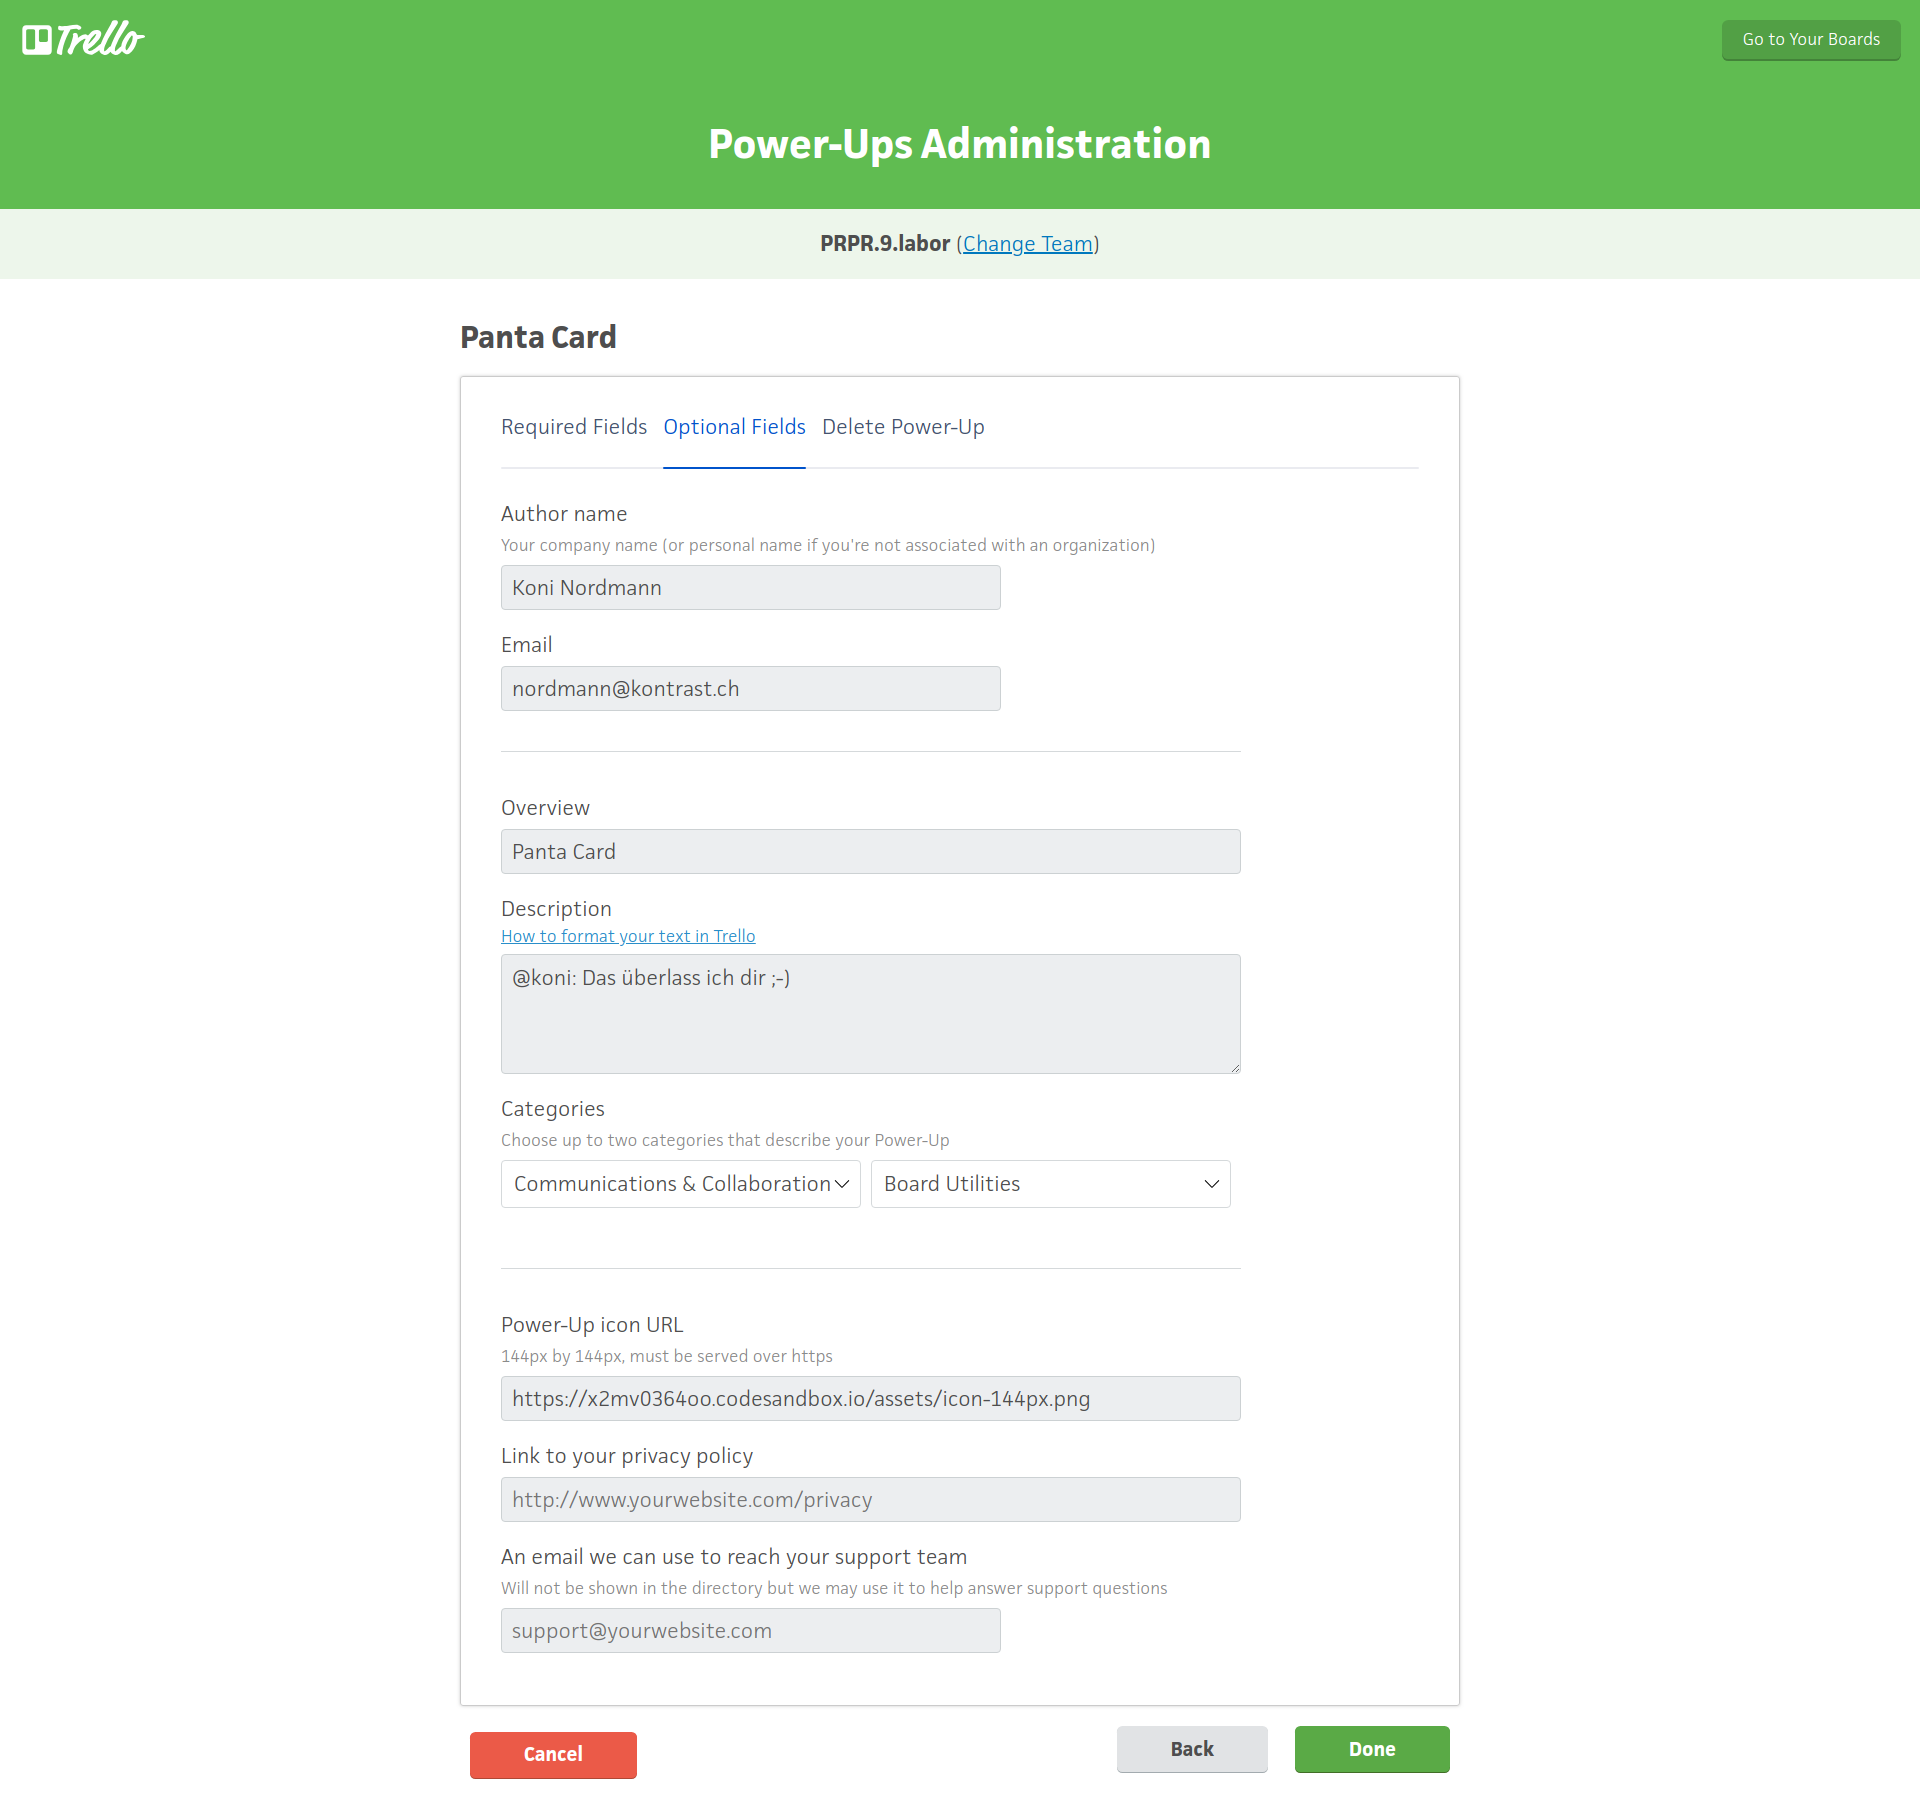 Trello
Go to Your Boards
Power-Ups Administration
PRPR.9.labor (Change Team)
Panta Card
Required Fields Optional Fields Delete Power-Up
Author name
Your company name (or personal name if you're not associated with an organization)
Koni Nordmann
Email
nordmann@kontrast.ch
Overview
Panta Card
Description
How to format your text in Trello
@koni: Das überlass ich dir ;-)
Categories
Choose up to two categories that describe your Power-Up
Communications & Collaboration Board Utilities
Power-Up icon URL
144px by 144px, must be served over https
https://x2mv0364oo.codesandbox.io/assets/icon-144px.png
Link to your privacy policy
http://www.yourwebsite.com/privacy
An email we can use to reach your support team
Will not be shown in the directory but we may use it to help answer support questions
support@yourwebsite.com
Cancel Back Done